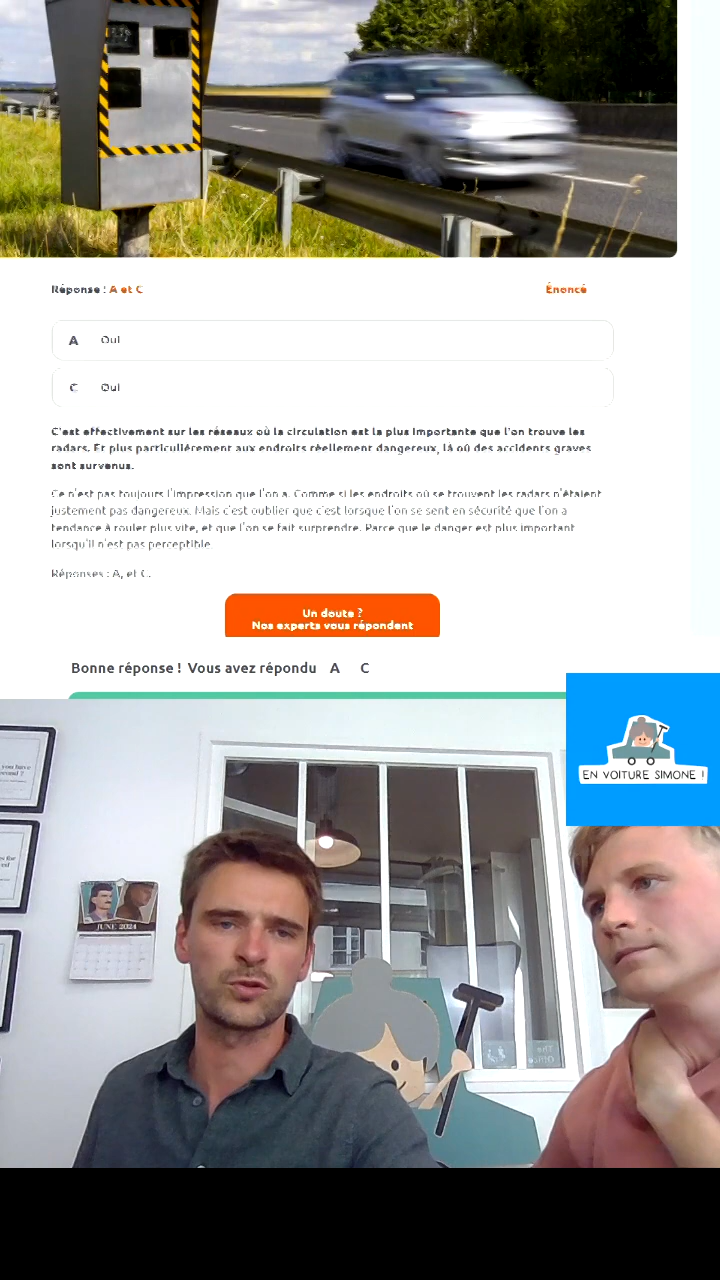 Réponse : A et C
Énoncé
A Oui
C Oui
C'est effectivement sur les réseaux où la circulation est la plus importante que l'on trouve les
radars. Et plus particulièrement aux endroits réellement dangereux, là où des accidents graves
sont survenus.
Ce n'est pas toujours l'impression que l'on a. Comme si les endroits où se trouvent les radars n'étaient
justement pas dangereux. Mais c'est oublier que c'est lorsque l'on se sent en sécurité que l'on a
tendance à rouler plus vite, et que l'on se fait surprendre. Parce que le danger est plus important
lorsqu'il n'est pas perceptible.
Réponses : A, et C.
Un doute ?
Nos experts vous répondent
Bonne réponse ! Vous avez répondu A C
EN VOITURE SIMONE !
you have
JUNE 2024
The
Office